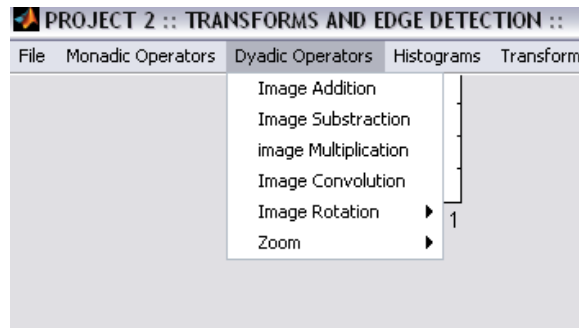 PROJECT 2 :: TRANSFORMS AND EDGE DETECTION ::
File Monadic Operators Dyadic Operators Histograms Transform
Image Addition
Image Substraction
image Multiplication
Image Convolution
Image Rotation
1
Zoom